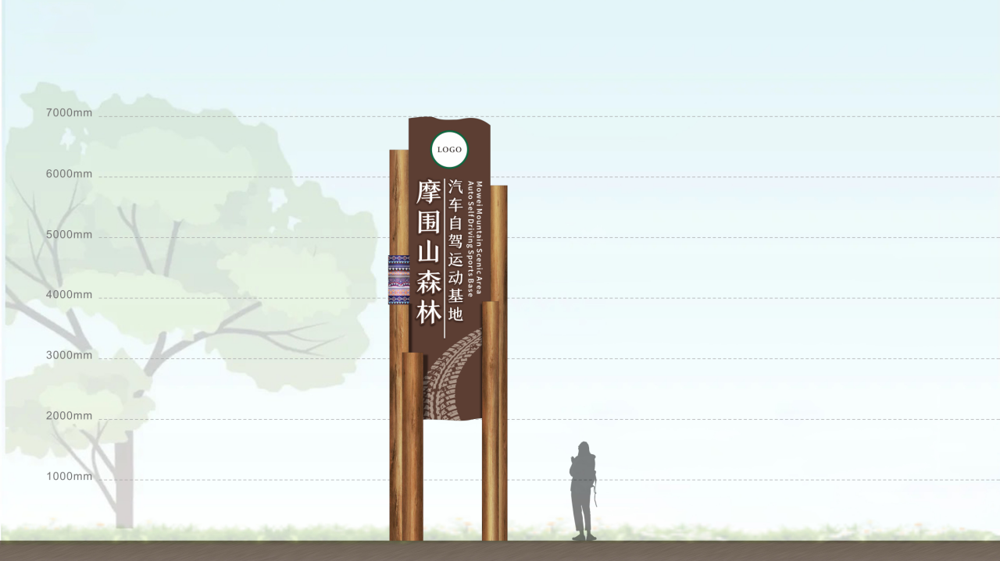 7000mm
6000mm
5000mm
4000mm
3000mm
2000mm
1000mm
LOGO
摩围山森林
汽车自驾运动基地
Mowei Mountain Scenic Area
Auto Self Driving Sports Base